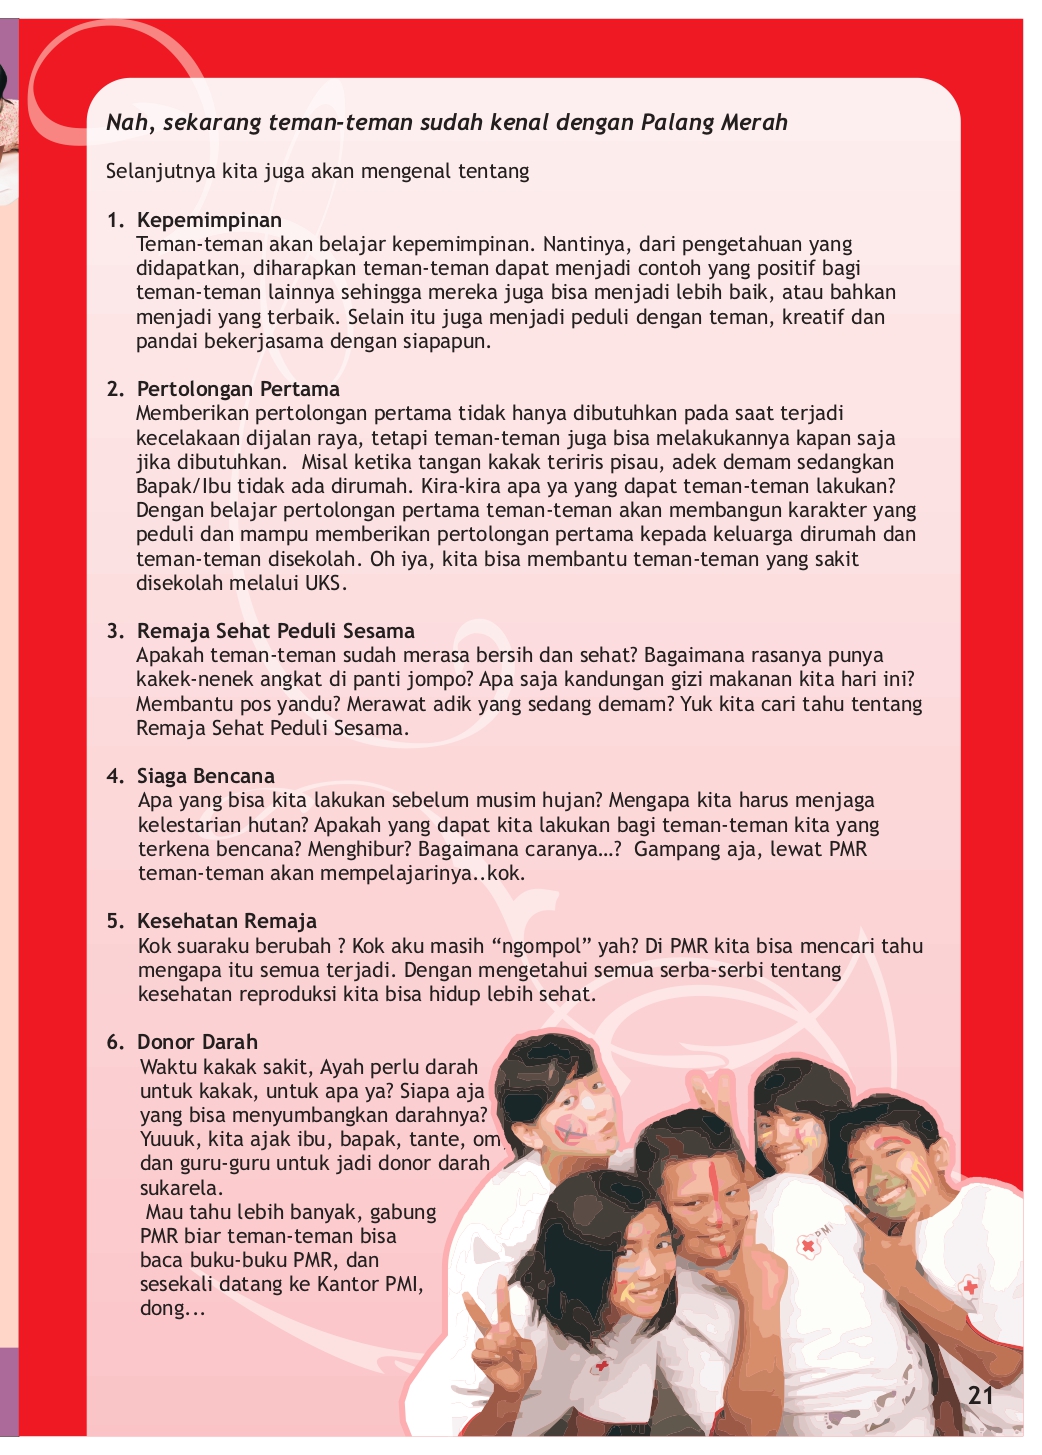 Nah, sekarang teman-teman sudah kenal dengan Palang Merah
Selanjutnya kita juga akan mengenal tentang
1. Kepemimpinan
Teman-teman akan belajar kepemimpinan. Nantinya, dari pengetahuan yang
didapatkan, diharapkan teman-teman dapat menjadi contoh yang positif bagi
teman-teman lainnya sehingga mereka juga bisa menjadi lebih baik, atau bahkan
menjadi yang terbaik. Selain itu juga menjadi peduli dengan teman, kreatif dan
pandai bekerjasama dengan siapapun.
2. Pertolongan Pertama
Memberikan pertolongan pertama tidak hanya dibutuhkan pada saat terjadi
kecelakaan dijalan raya, tetapi teman-teman juga bisa melakukannya kapan saja
jika dibutuhkan.  Misal ketika tangan kakak teriris pisau, adek demam sedangkan
Bapak/Ibu tidak ada dirumah. Kira-kira apa ya yang dapat teman-teman lakukan?
Dengan belajar pertolongan pertama teman-teman akan membangun karakter yang
peduli dan mampu memberikan pertolongan pertama kepada keluarga dirumah dan
teman-teman disekolah. Oh iya, kita bisa membantu teman-teman yang sakit
disekolah melalui UKS.
3. Remaja Sehat Peduli Sesama
Apakah teman-teman sudah merasa bersih dan sehat? Bagaimana rasanya punya
kakek-nenek angkat di panti jompo? Apa saja kandungan gizi makanan kita hari ini?
Membantu pos yandu? Merawat adik yang sedang demam? Yuk kita cari tahu tentang
Remaja Sehat Peduli Sesama.
4. Siaga Bencana
Apa yang bisa kita lakukan sebelum musim hujan? Mengapa kita harus menjaga
kelestarian hutan? Apakah yang dapat kita lakukan bagi teman-teman kita yang
terkena bencana? Menghibur? Bagaimana caranya…?  Gampang aja, lewat PMR
teman-teman akan mempelajarinya..kok.
5. Kesehatan Remaja
Kok suaraku berubah ? Kok aku masih “ngompol” yah? Di PMR kita bisa mencari tahu
mengapa itu semua terjadi. Dengan mengetahui semua serba-serbi tentang
kesehatan reproduksi kita bisa hidup lebih sehat.
6. Donor Darah
Waktu kakak sakit, Ayah perlu darah
untuk kakak, untuk apa ya? Siapa aja
yang bisa menyumbangkan darahnya?
Yuuuk, kita ajak ibu, bapak, tante, om
dan guru-guru untuk jadi donor darah
sukarela.
Mau tahu lebih banyak, gabung
PMR biar teman-teman bisa
baca buku-buku PMR, dan
sesekali datang ke Kantor PMI,
dong...
PMI
21